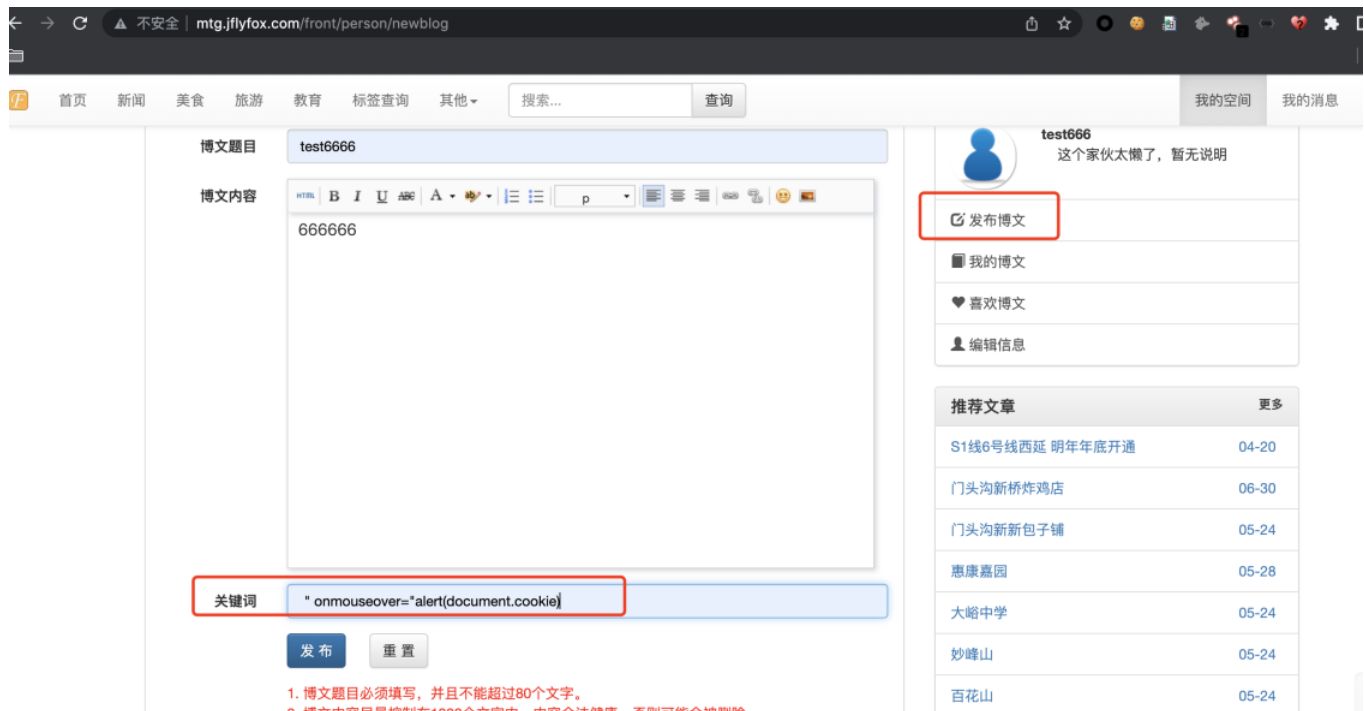 不安全 | mtg.jflyfox.com/front/person/newblog
首页 新闻 美食 旅游 教育 标签查询 其他 搜索... 查询 我的空间 我的消息
博文题目 test6666
博文内容 HTML B I U ABC A ab p
666666
关键词 " onmouseover="alert(document.cookie)
发布 重置
1. 博文题目必须填写，并且不能超过80个文字。
test666
这个家伙太懒了，暂无说明
发布博文
我的博文
喜欢博文
编辑信息
推荐文章 更多
S1线6号线西延 明年年底开通 04-20
门头沟新桥炸鸡店 06-30
门头沟新新包子铺 05-24
惠康嘉园 05-28
大峪中学 05-24
妙峰山 05-24
百花山 05-24